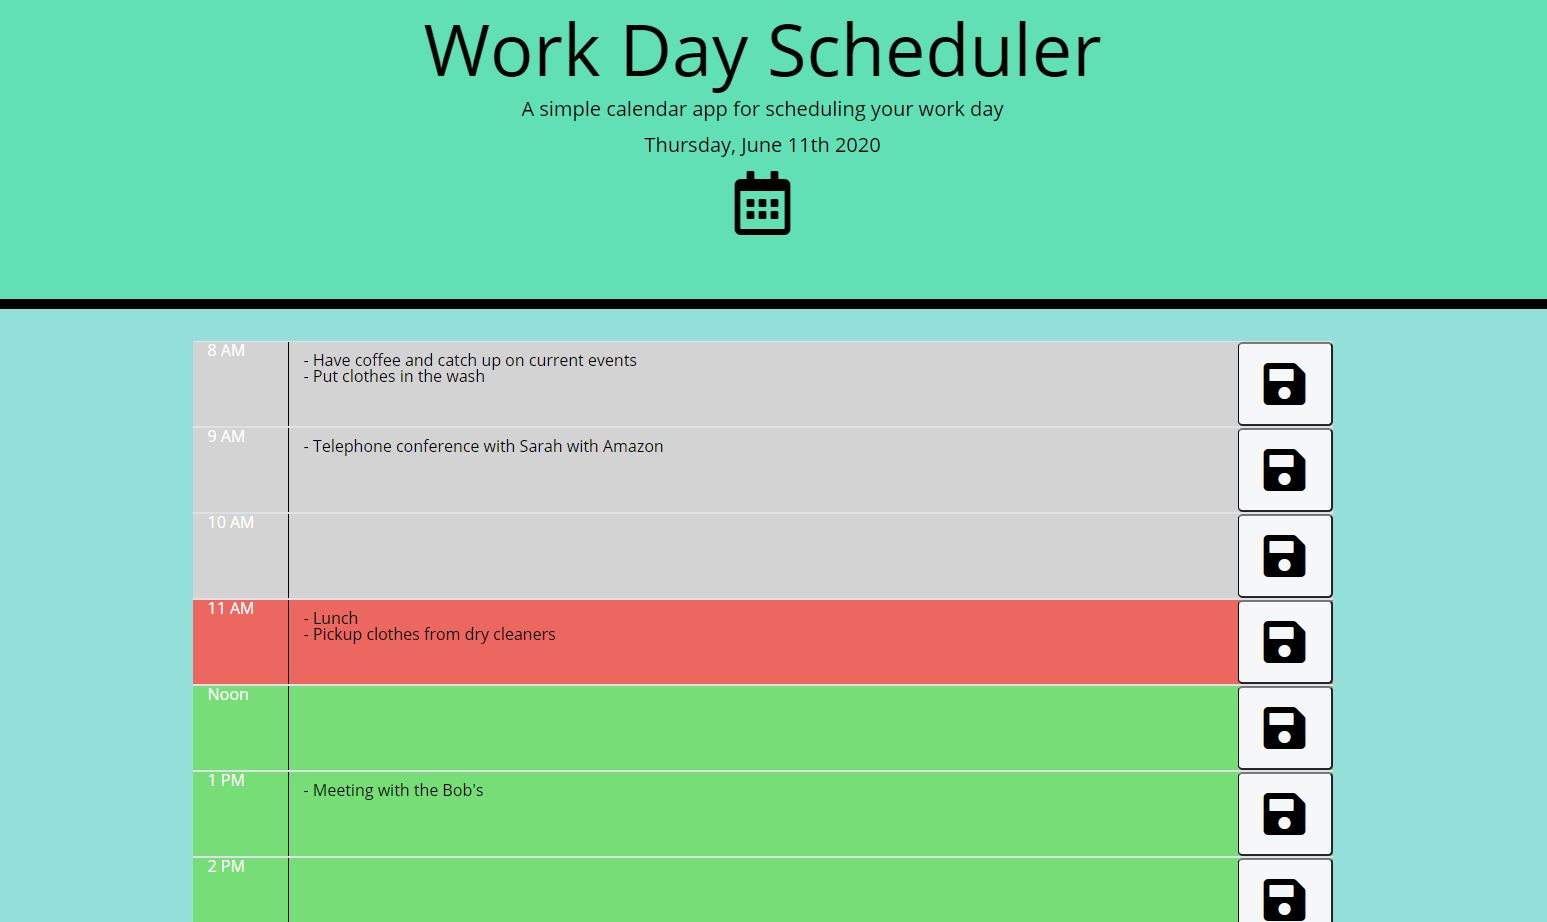 Work Day Scheduler
A simple calendar app for scheduling your work day
Thursday, June 11th 2020
8 AM
- Have coffee and catch up on current events
- Put clothes in the wash
9 AM
- Telephone conference with Sarah with Amazon
10 AM
11 AM
- Lunch
- Pickup clothes from dry cleaners
Noon
1 PM
- Meeting with the Bob's
2 PM